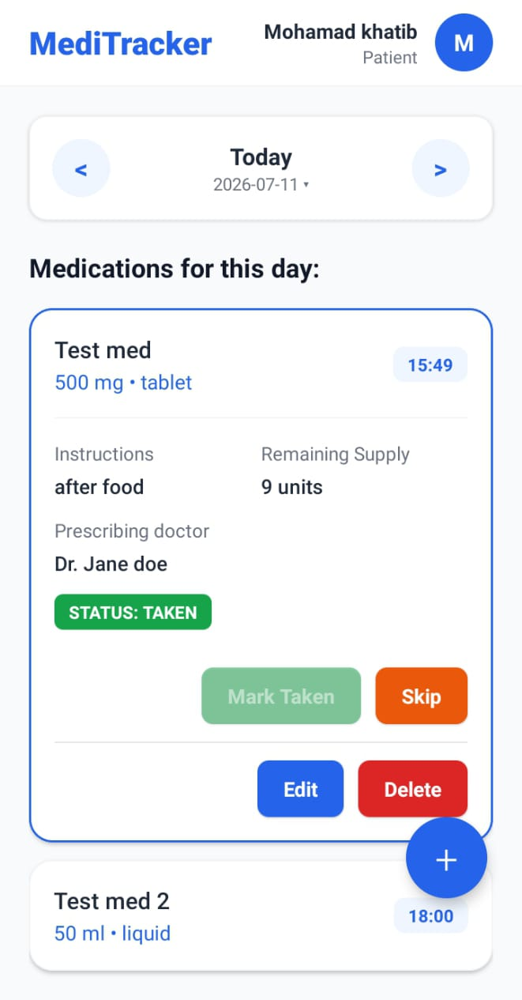 MediTracker
Mohamad khatib
Patient
M
<
Today
2026-07-11 ▾
>
Medications for this day:
Test med
500 mg • tablet
15:49
Instructions
after food
Remaining Supply
9 units
Prescribing doctor
Dr. Jane doe
STATUS: TAKEN
Mark Taken
Skip
Edit
Delete
+
Test med 2
50 ml • liquid
18:00